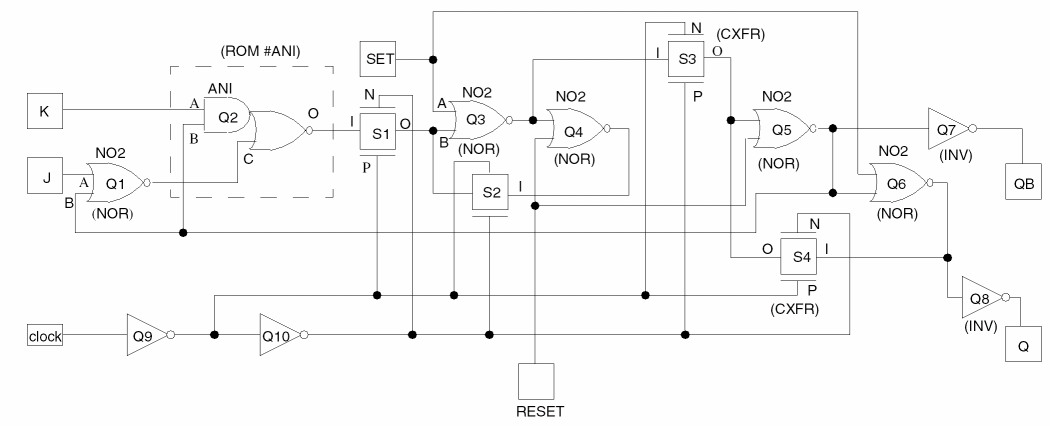 N
(CXFR)
(ROM #ANI)
SET
I
S3
O
P
K
A
ANI
Q2
B
O
C
N
I
S1
O
P
A
NO2
Q3
B
(NOR)
NO2
Q4
(NOR)
NO2
Q5
(NOR)
Q7
(INV)
QB
J
NO2
A
Q1
B
(NOR)
S2
I
NO2
Q6
(NOR)
N
O
S4
I
P
(CXFR)
Q8
(INV)
Q
clock
Q9
Q10
RESET